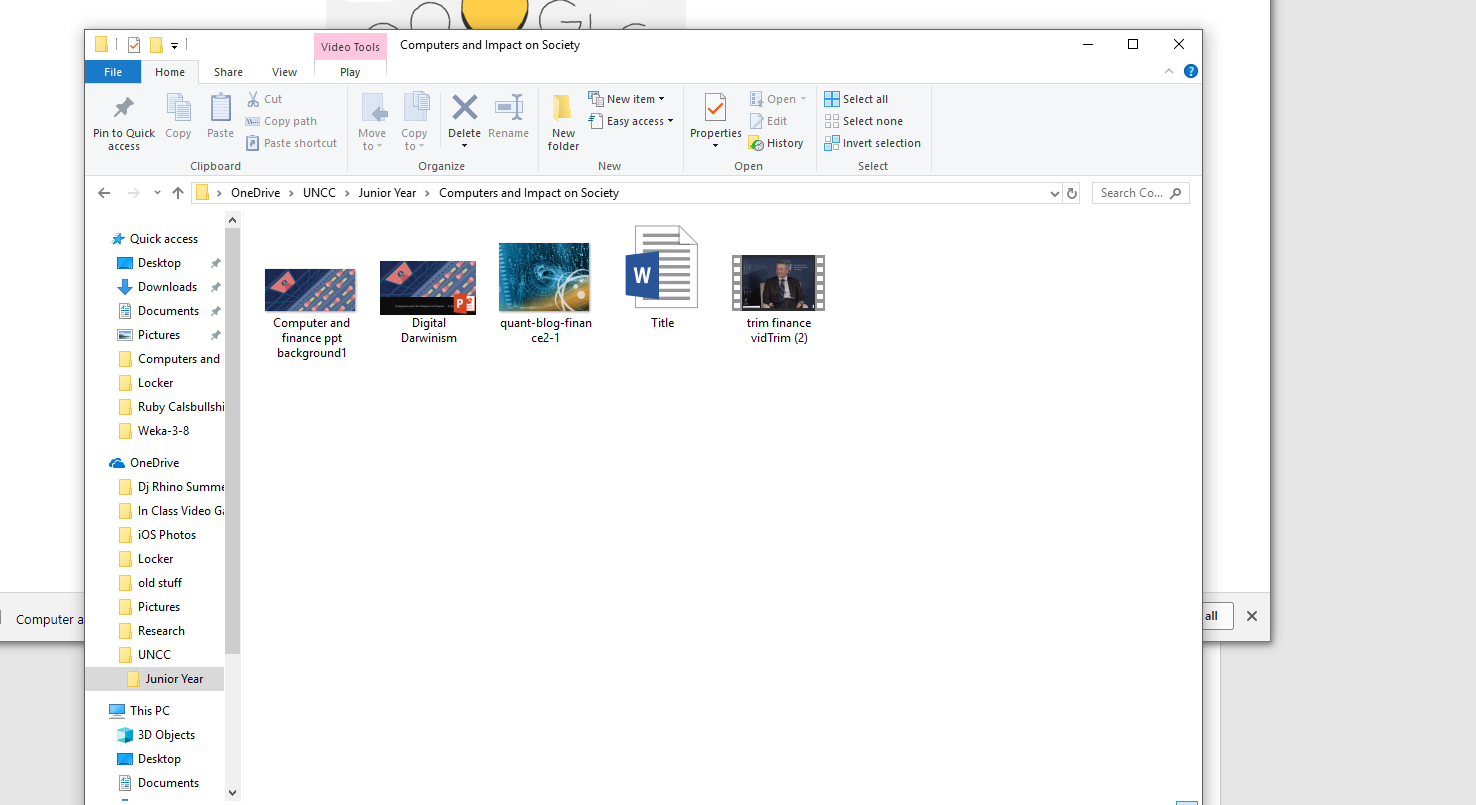 Video Tools Computers and Impact on Society
File Home Share View Play
Pin to Quick access
Copy
Paste
Cut
Copy path
Paste shortcut
Clipboard
Move to
Copy to
Delete
Rename
Organize
New folder
New item
Easy access
New
Properties
Open
Edit
History
Open
Select all
Select none
Invert selection
Select
OneDrive > UNCC > Junior Year > Computers and Impact on Society
Search Co...
Quick access
Desktop
Downloads
Documents
Pictures
Computers and
Locker
Ruby Calsbullshi
Weka-3-8
OneDrive
Dj Rhino Summe
In Class Video Ga
iOS Photos
Locker
old stuff
Pictures
Research
UNCC
Junior Year
This PC
3D Objects
Desktop
Documents
Computer and
finance ppt
background1
Digital
Darwinism
quant-blog-finan
ce2-1
W
Title
trim finance
vidTrim (2)
Computer a
all